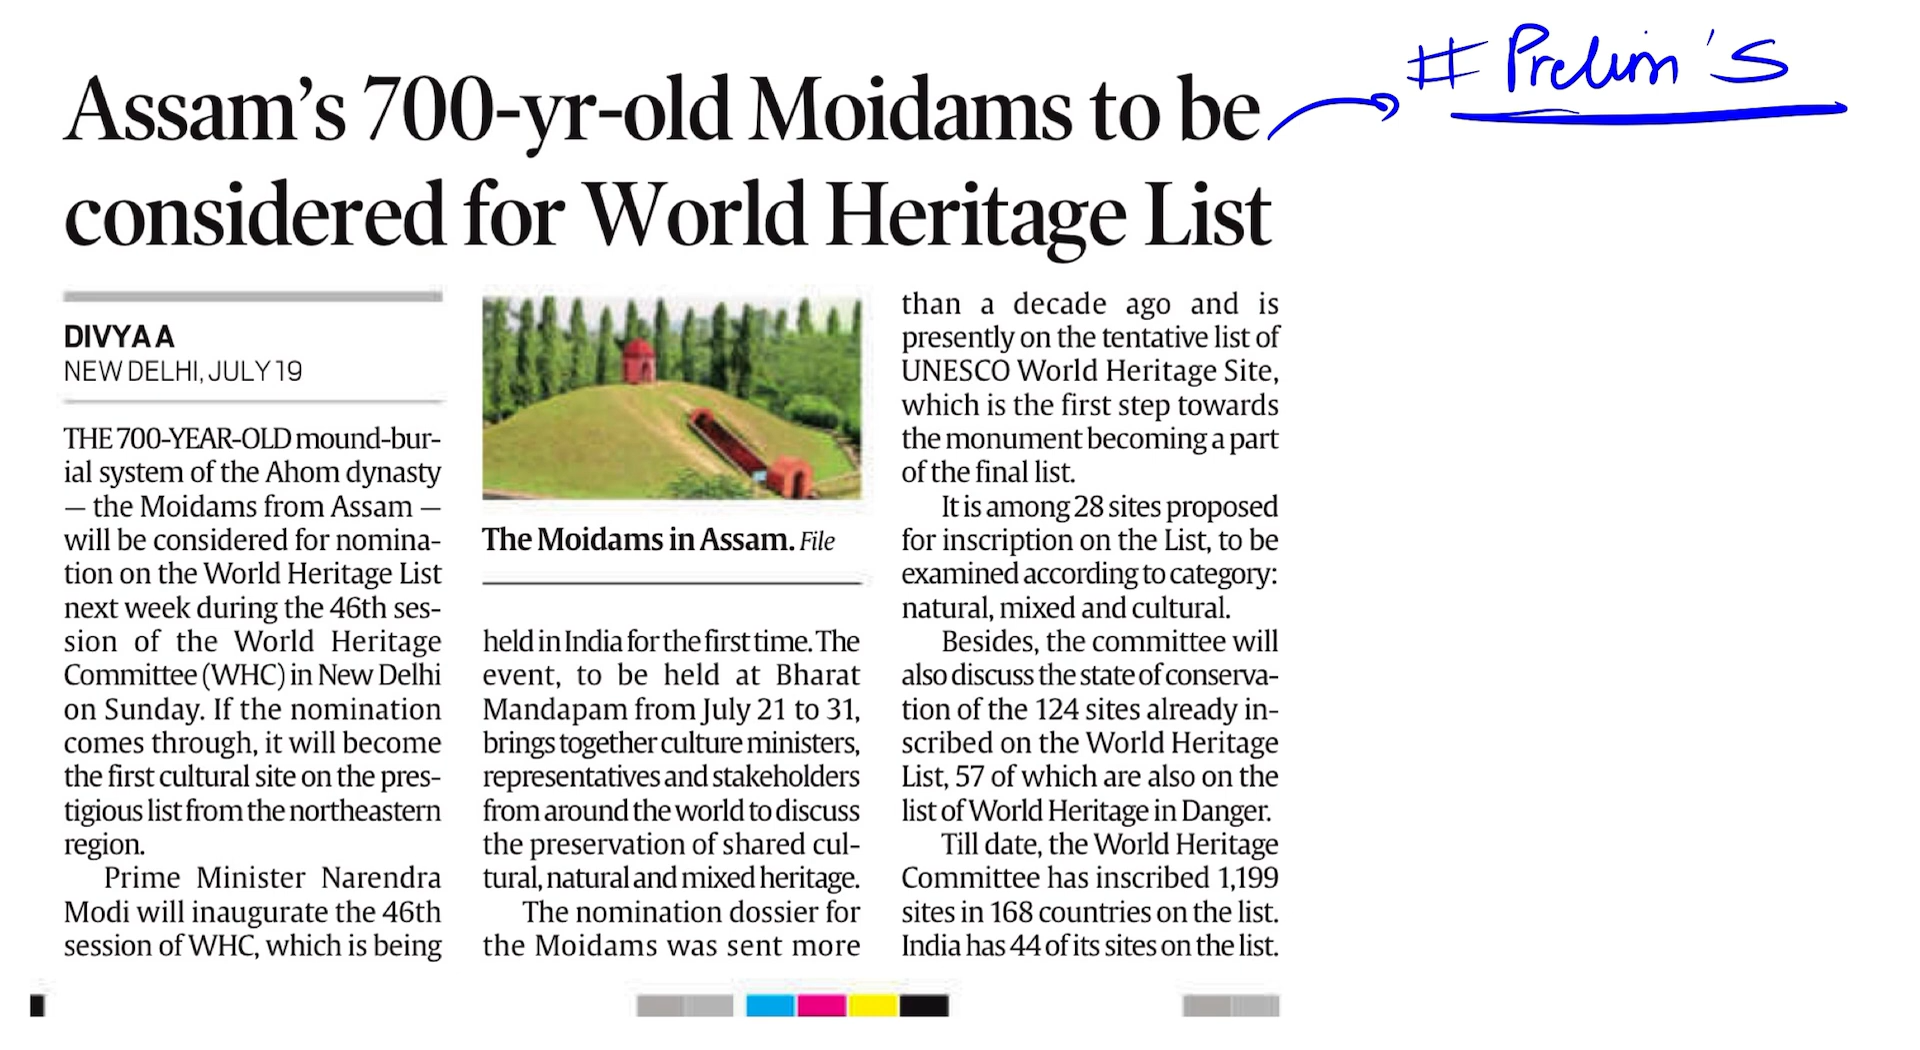 # Prelim's
Assam's 700-yr-old Moidams to be
considered for World Heritage List
DIVYA A
NEW DELHI, JULY 19
THE 700-YEAR-OLD mound-bur-
ial system of the Ahom dynasty
— the Moidams from Assam —
will be considered for nomina-
tion on the World Heritage List
next week during the 46th ses-
sion of the World Heritage
Committee (WHC) in New Delhi
on Sunday. If the nomination
comes through, it will become
the first cultural site on the pres-
tigious list from the northeastern
region.
Prime Minister Narendra
Modi will inaugurate the 46th
session of WHC, which is being
The Moidams in Assam. File
held in India for the first time. The
event, to be held at Bharat
Mandapam from July 21 to 31,
brings together culture ministers,
representatives and stakeholders
from around the world to discuss
the preservation of shared cul-
tural, natural and mixed heritage.
The nomination dossier for
the Moidams was sent more
than a decade ago and is
presently on the tentative list of
UNESCO World Heritage Site,
which is the first step towards
the monument becoming a part
of the final list.
It is among 28 sites proposed
for inscription on the List, to be
examined according to category:
natural, mixed and cultural.
Besides, the committee will
also discuss the state of conserva-
tion of the 124 sites already in-
scribed on the World Heritage
List, 57 of which are also on the
list of World Heritage in Danger.
Till date, the World Heritage
Committee has inscribed 1,199
sites in 168 countries on the list.
India has 44 of its sites on the list.